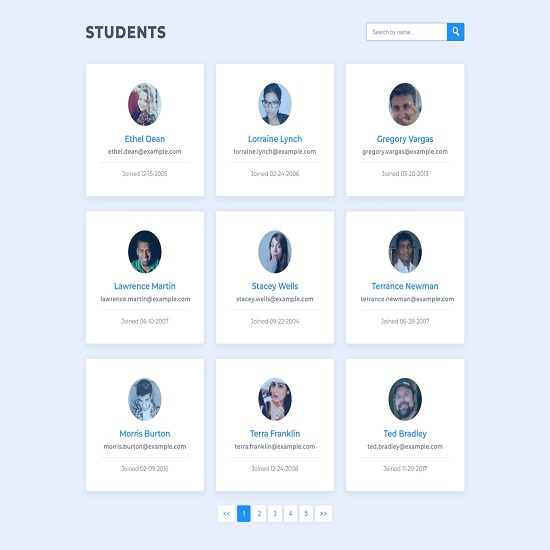 STUDENTS
Search by name...
Ethel Dean
ethel.dean@example.com
Joined 12-15-2005
Lorraine Lynch
lorraine.lynch@example.com
Joined 02-24-2006
Gregory Vargas
gregory.vargas@example.com
Joined 03-20-2013
Lawrence Martin
lawrence.martin@example.com
Joined 06-10-2007
Stacey Wells
stacey.wells@example.com
Joined 09-22-2004
Terrance Newman
terrance.newman@example.com
Joined 06-28-2007
Morris Burton
morris.burton@example.com
Joined 02-09-2016
Terra Franklin
terra.franklin@example.com
Joined 12-24-2008
Ted Bradley
ted.bradley@example.com
Joined 11-29-2017
<< 1 2 3 4 5 >>